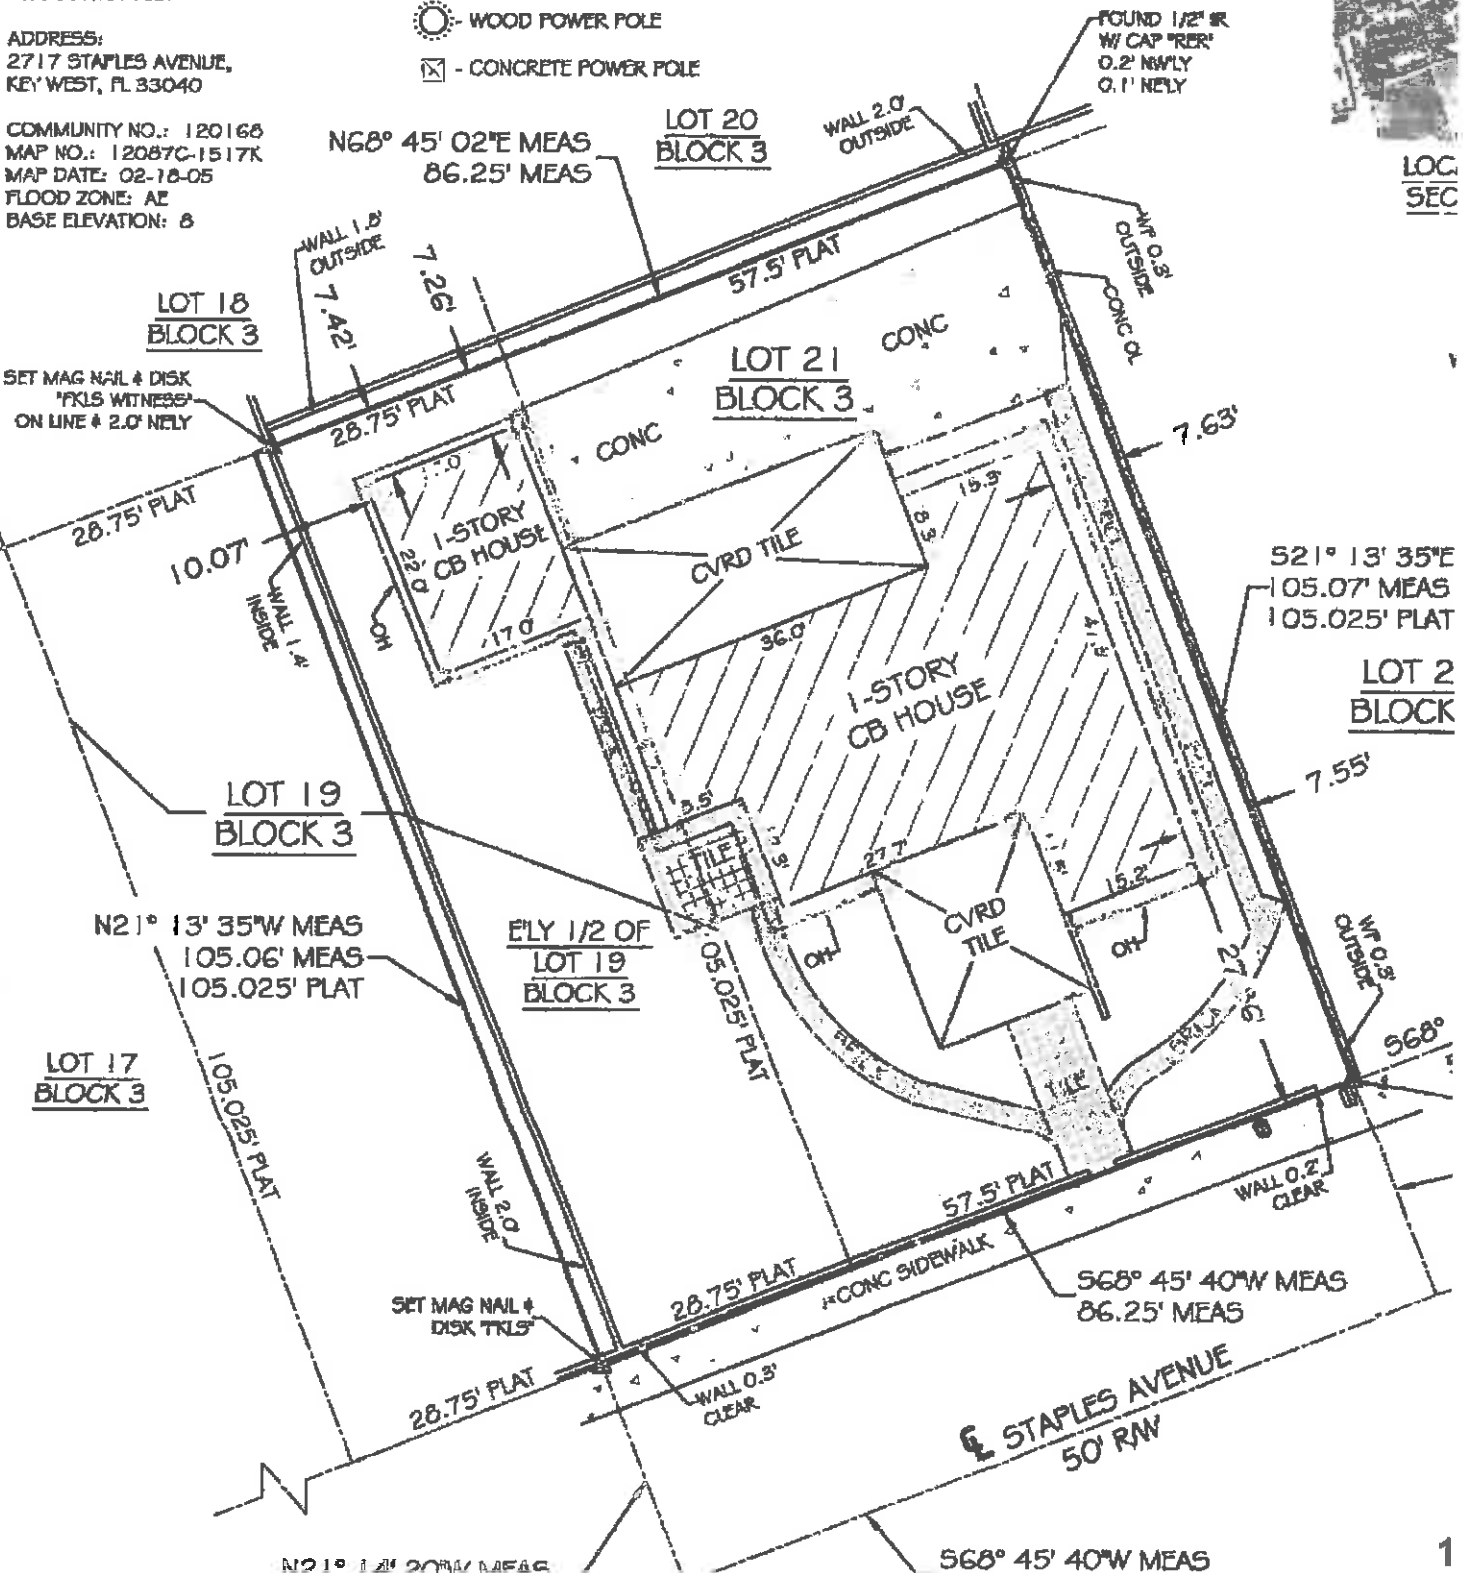 ADDRESS:
2717 STAPLES AVENUE,
KEY WEST, FL 33040
COMMUNITY NO.: 120168
MAP NO.: 12087C-1517K
MAP DATE: 02-18-05
FLOOD ZONE: AE
BASE ELEVATION: 8
- WOOD POWER POLE
- CONCRETE POWER POLE
FOUND 1/2" IR
W/ CAP "RER"
0.2' NWLY
0.1' NELY
LOT 20
BLOCK 3
WALL 2.0'
OUTSIDE
N68° 45' 02"E MEAS
86.25' MEAS
LOC
SEC
WF 0.3'
OUTSIDE
CONC OL
WALL 1.8'
OUTSIDE
7.42'
7.26'
57.5' PLAT
LOT 18
BLOCK 3
LOT 21
BLOCK 3
CONC
SET MAG NAIL & DISK
"FKLS WITNESS"
ON LINE & 2.0' NELY
28.75' PLAT
CONC
7.63'
28.75' PLAT
10.07'
1-STORY
CB HOUSE
22.0'
17.0'
OH
WALL 1.4'
INSIDE
CVRD TILE
8.3'
36.0'
1-STORY
CB HOUSE
S21° 13' 35"E
105.07' MEAS
105.025' PLAT
LOT 2
BLOCK
7.55'
LOT 19
BLOCK 3
TILE
27.7'
15.2'
CVRD
TILE
OH
OH
N21° 13' 35"W MEAS
105.06' MEAS
105.025' PLAT
E'LY 1/2 OF
LOT 19
BLOCK 3
WF 0.3'
OUTSIDE
S68°
LOT 17
BLOCK 3
105.025' PLAT
TILE
WALL 2.0'
INSIDE
57.5' PLAT
WALL 0.2'
CLEAR
SET MAG NAIL &
DISK "FKLS"
28.75' PLAT
CONC SIDEWALK
S68° 45' 40"W MEAS
86.25' MEAS
28.75' PLAT
WALL 0.3'
CLEAR
STAPLES AVENUE
50' R/W
N21° 14' 20"W MEAS
S68° 45' 40"W MEAS
1